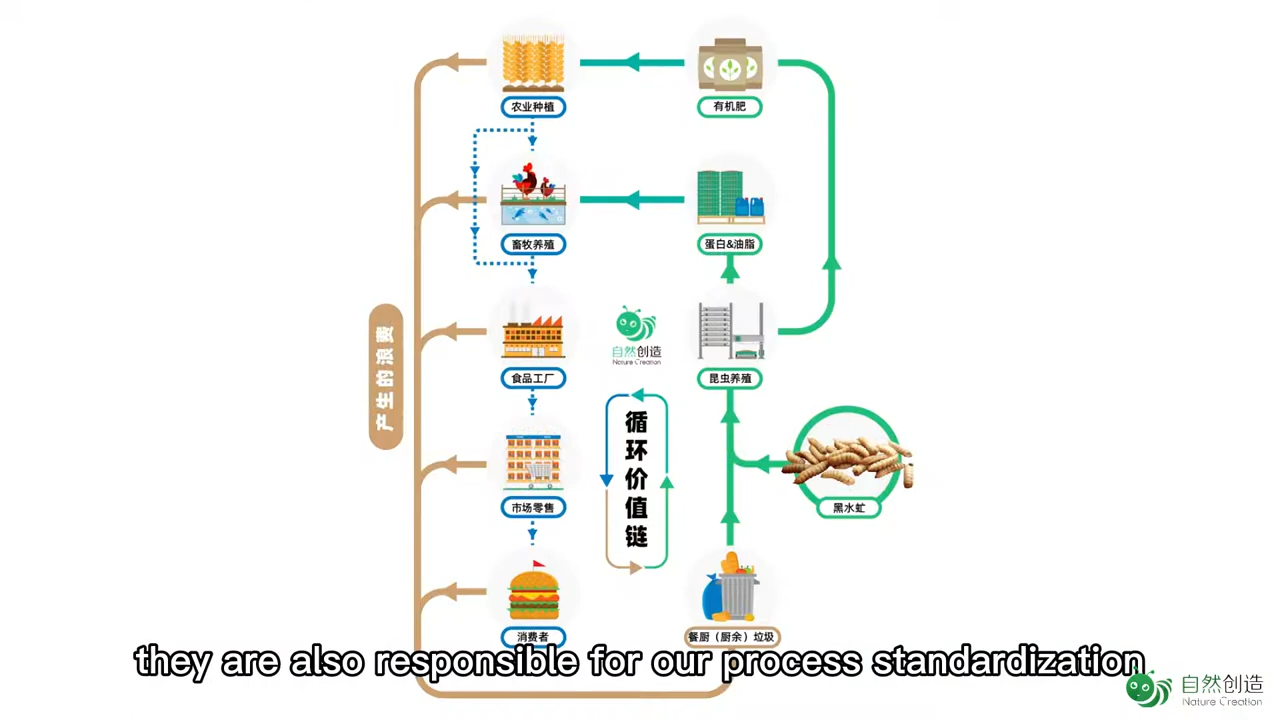 农业种植
有机肥
畜牧养殖
蛋白&油脂
产生的浪费
食品工厂
自然创造
Nature Creation
昆虫养殖
循环价值链
市场零售
黑水虻
消费者
餐厨（厨余）垃圾
they are also responsible for our process standardization
自然创造
Nature Creation